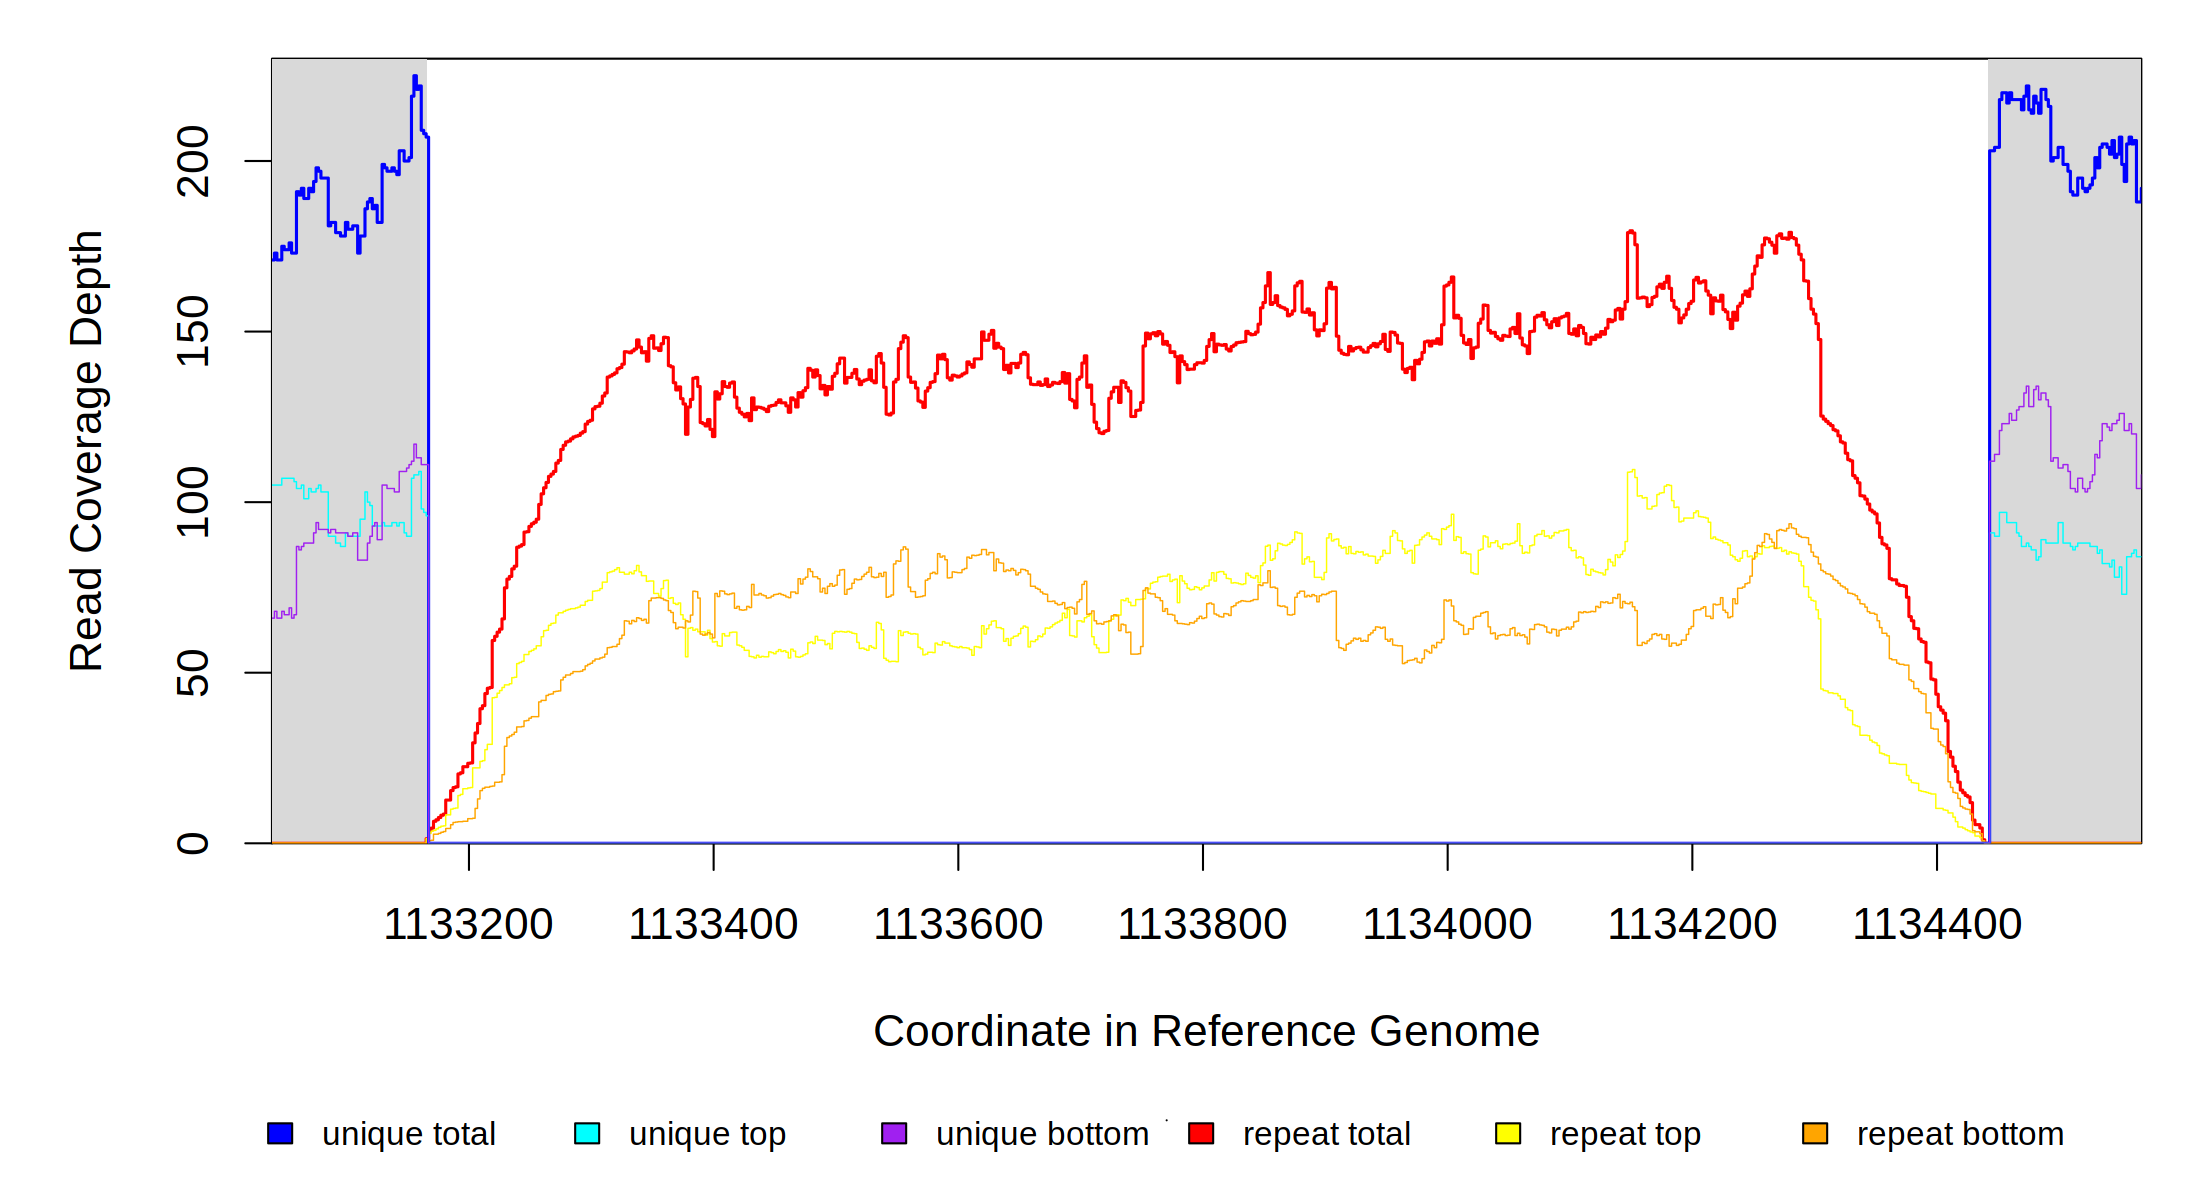 Read Coverage Depth
200
150
100
50
0
1133200 1133400 1133600 1133800 1134000 1134200 1134400
Coordinate in Reference Genome
unique total unique top unique bottom repeat total repeat top repeat bottom